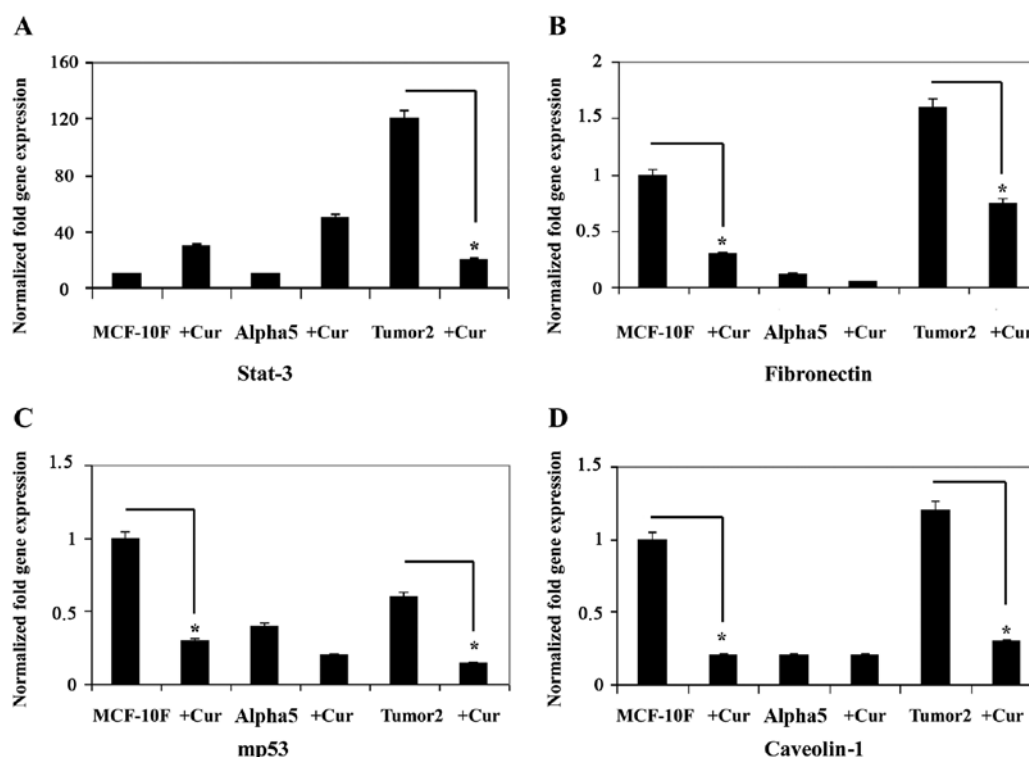 A
Normalized fold gene expression
160
120
80
40
0
MCF-10F +Cur Alpha5 +Cur Tumor2 +Cur
Stat-3
B
Normalized fold gene expression
2
1.5
1
0.5
0
*
*
*
MCF-10F +Cur Alpha5 +Cur Tumor2 +Cur
Fibronectin
C
Normalized fold gene expression
1.5
1
0.5
0
*
*
MCF-10F +Cur Alpha5 +Cur Tumor2 +Cur
mp53
D
Normalized fold gene expression
1.5
1
0.5
0
*
*
MCF-10F +Cur Alpha5 +Cur Tumor2 +Cur
Caveolin-1